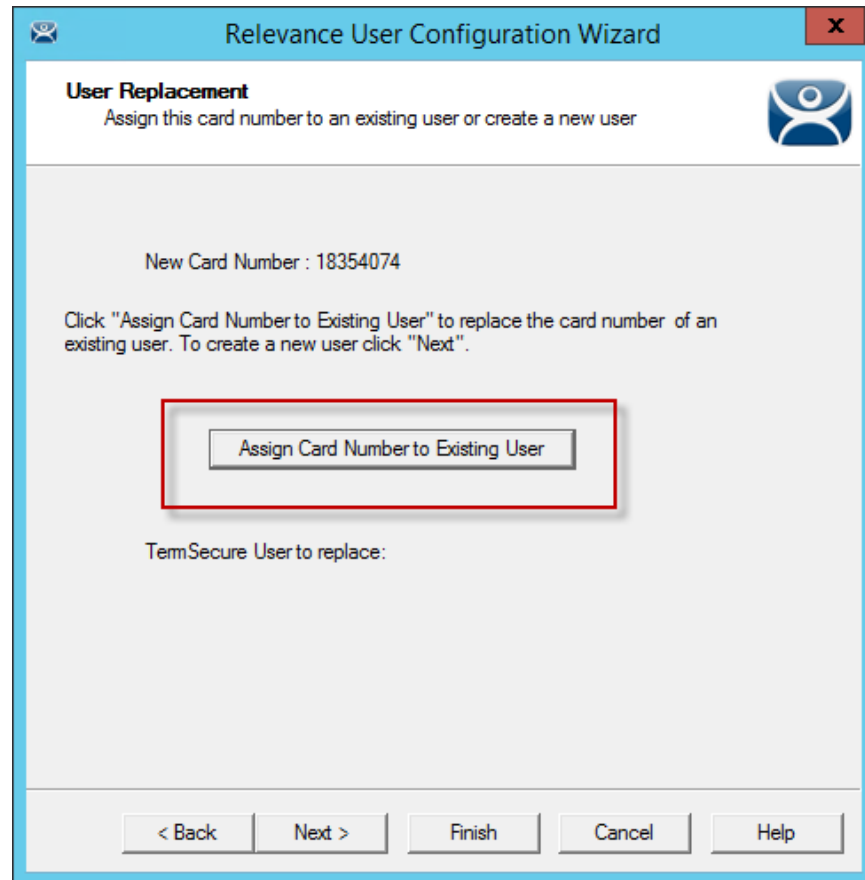 Relevance User Configuration Wizard
x
User Replacement
Assign this card number to an existing user or create a new user
New Card Number : 18354074
Click "Assign Card Number to Existing User" to replace the card number of an
existing user. To create a new user click "Next".
Assign Card Number to Existing User
TermSecure User to replace:
< Back Next > Finish Cancel Help